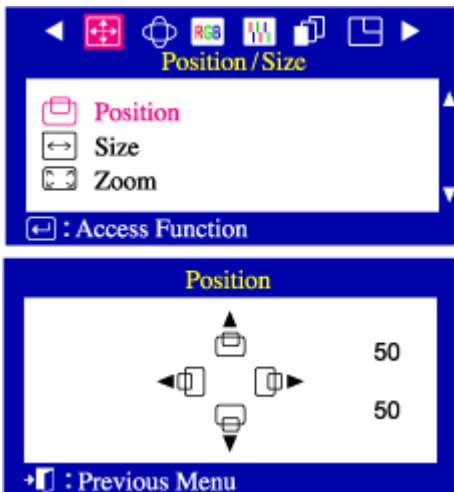 RGB
Position / Size
Position
Size
Zoom
: Access Function
Position
50
50
: Previous Menu